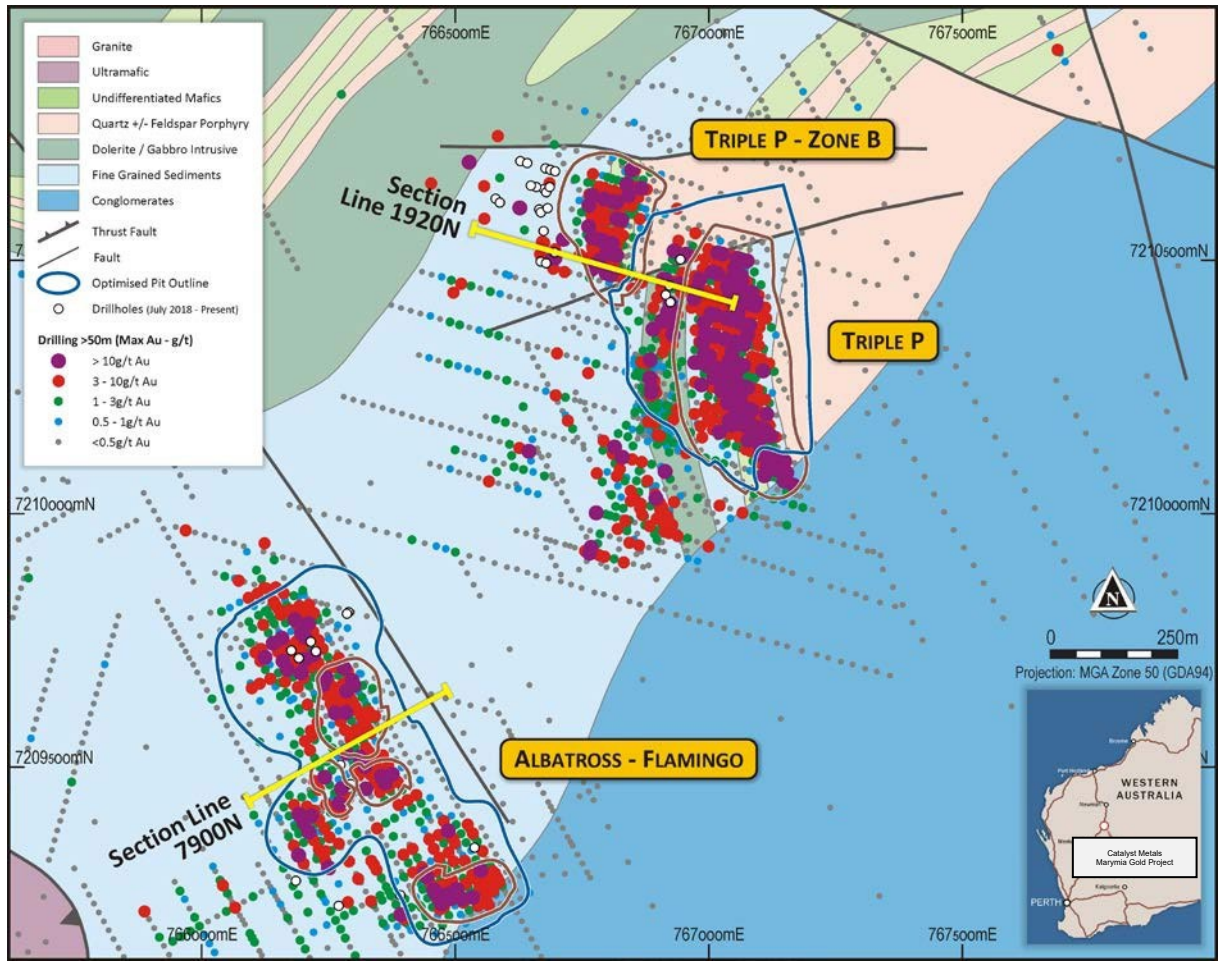 766500mE
767000mE
767500mE
Granite
Ultramafic
Undifferentiated Mafics
Quartz +/- Feldspar Porphyry
Dolerite / Gabbro Intrusive
Fine Grained Sediments
Conglomerates
Thrust Fault
Fault
Optimised Pit Outline
Drillholes (July 2018 - Present)
Drilling >50m (Max Au - g/t)
> 10g/t Au
3 - 10g/t Au
1 - 3g/t Au
0.5 - 1g/t Au
<0.5g/t Au
TRIPLE P - ZONE B
Section
Line 1920N
7210500mN
TRIPLE P
7210000mN
7210000mN
N
0 250m
Projection: MGA Zone 50 (GDA94)
ALBATROSS - FLAMINGO
7209500mN
Section Line
7900N
WESTERN
AUSTRALIA
Catalyst Metals
Marymia Gold Project
Kalgoorlie
PERTH
766000mE
766500mE
767000mE
767500mE